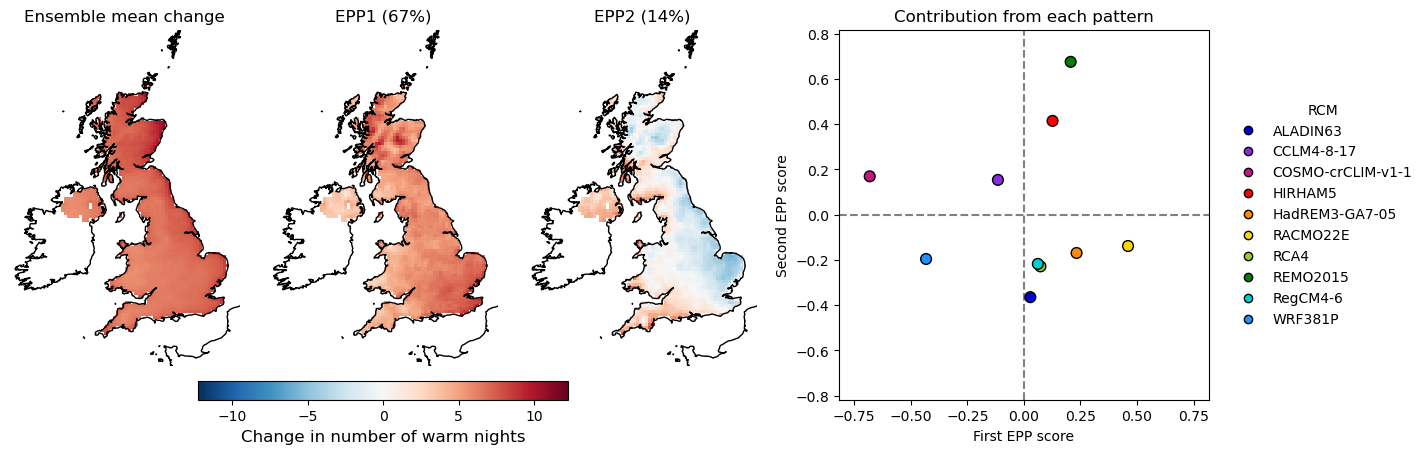 Ensemble mean change
EPP1 (67%)
EPP2 (14%)
−10
−5
0
5
10
Change in number of warm nights
Contribution from each pattern
Second EPP score
0.8
0.6
0.4
0.2
0.0
−0.2
−0.4
−0.6
−0.8
−0.75
−0.50
−0.25
0.00
0.25
0.50
0.75
First EPP score
RCM
ALADIN63
CCLM4-8-17
COSMO-crCLIM-v1-1
HIRHAM5
HadREM3-GA7-05
RACMO22E
RCA4
REMO2015
RegCM4-6
WRF381P